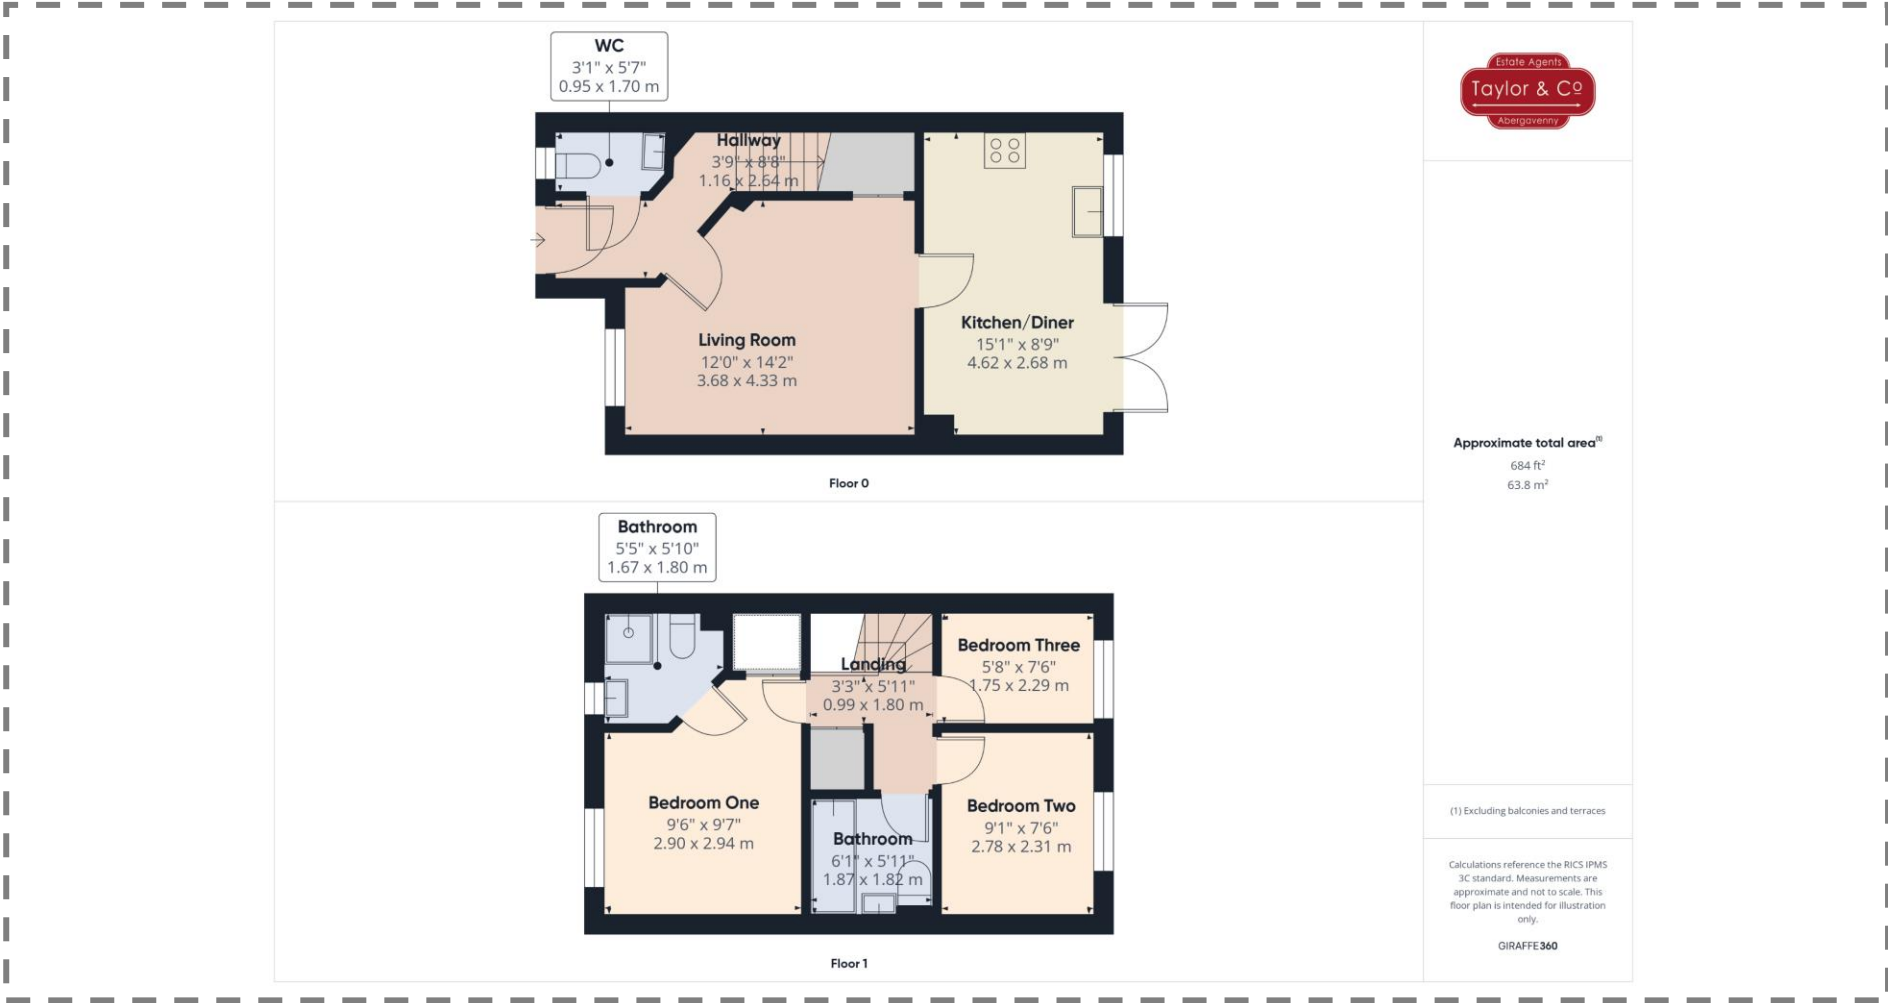 WC
3'1" x 5'7"
0.95 x 1.70 m
Hallway
3'9" x 8'8"
1.16 x 2.64 m
Living Room
12'0" x 14'2"
3.68 x 4.33 m
Kitchen/Diner
15'1" x 8'9"
4.62 x 2.68 m
Floor 0
Bathroom
5'5" x 5'10"
1.67 x 1.80 m
Landing
3'3" x 5'11"
0.99 x 1.80 m
Bedroom Three
5'8" x 7'6"
1.75 x 2.29 m
Bedroom One
9'6" x 9'7"
2.90 x 2.94 m
Bathroom
6'1" x 5'11"
1.87 x 1.82 m
Bedroom Two
9'1" x 7'6"
2.78 x 2.31 m
Floor 1
Estate Agents
Taylor & Cº
Abergavenny
Approximate total area⁽¹⁾
684 ft²
63.8 m²
(1) Excluding balconies and terraces
Calculations reference the RICS IPMS
3C standard. Measurements are
approximate and not to scale. This
floor plan is intended for illustration
only.
GIRAFFE360